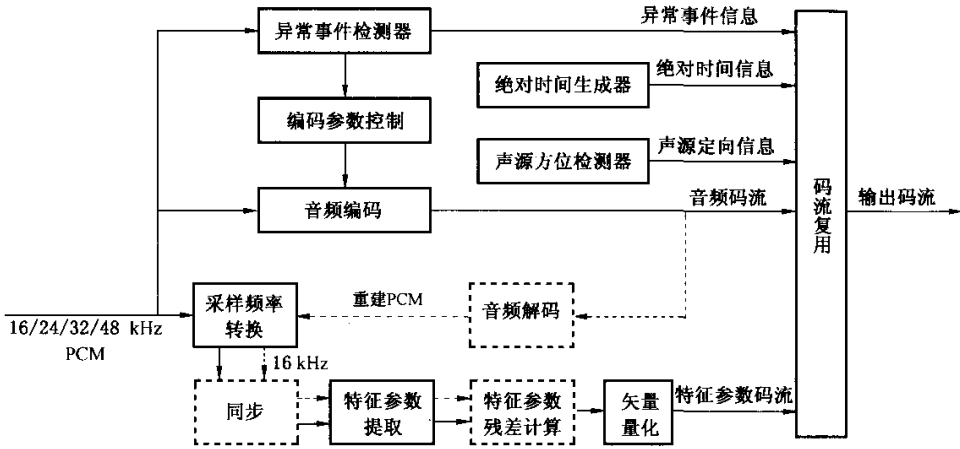 异常事件检测器
异常事件信息
绝对时间生成器
绝对时间信息
编码参数控制
声源方位检测器
声源定向信息
音频编码
音频码流
码流复用
输出码流
16/24/32/48 kHz
PCM
采样频率
转换
重建PCM
音频解码
16 kHz
同步
特征参数
提取
特征参数
残差计算
矢量
量化
特征参数码流